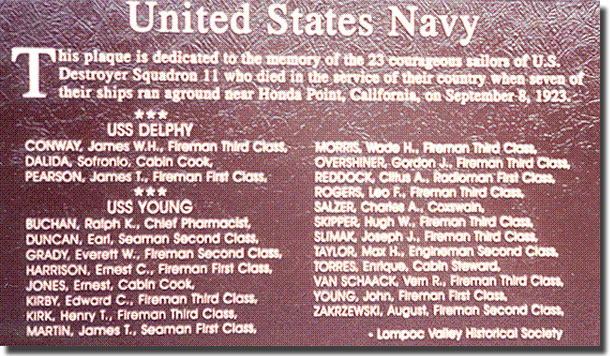 United States Navy
This plaque is dedicated to the memory of the 23 courageous sailors of U.S.
Destroyer Squadron 11 who died in the service of their country when seven of
their ships ran aground near Honda Point, California, on September 8, 1923.
★★★
USS DELPHY
CONWAY, James W.H., Fireman Third Class,
DALIDA, Sofronio, Cabin Cook,
PEARSON, James T., Fireman First Class,
★★★
USS YOUNG
BUCHAN, Ralph K., Chief Pharmacist,
DUNCAN, Earl, Seaman Second Class,
GRADY, Everett W., Fireman Second Class,
HARRISON, Ernest C., Fireman First Class,
JONES, Ernest, Cabin Cook,
KIRBY, Edward C., Fireman Third Class,
KIRK, Henry T., Fireman Third Class,
MARTIN, James T., Seaman First Class,
MORRIS, Wade H., Fireman Third Class,
OVERSHINER, Gordon J., Fireman Third Class,
REDDOCK, Citrus A., Radioman First Class,
ROGERS, Leo F., Fireman Third Class,
SALZER, Charles A., Coxswain,
SKIPPER, Hugh W., Fireman Third Class,
SLIMAK, Joseph J., Fireman Third Class,
TAYLOR, Max H., Engineman Second Class,
TORRES, Enrique, Cabin Steward,
VAN SCHAACK, Vern R., Fireman Third Class,
YOUNG, John, Fireman First Class,
ZAKRZEWSKI, August, Fireman Second Class,
• Lompoc Valley Historical Society